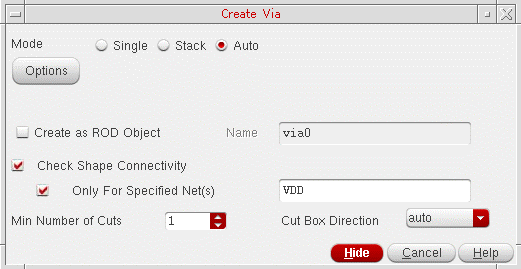 Create Via
Mode Single Stack Auto
Options
Create as ROD Object Name via0
Check Shape Connectivity
Only For Specified Net(s) VDD
Min Number of Cuts 1 Cut Box Direction auto
Hide Cancel Help